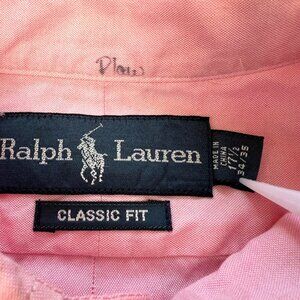 Ralph Lauren
MADE IN
CHINA
17½
34/35
CLASSIC FIT